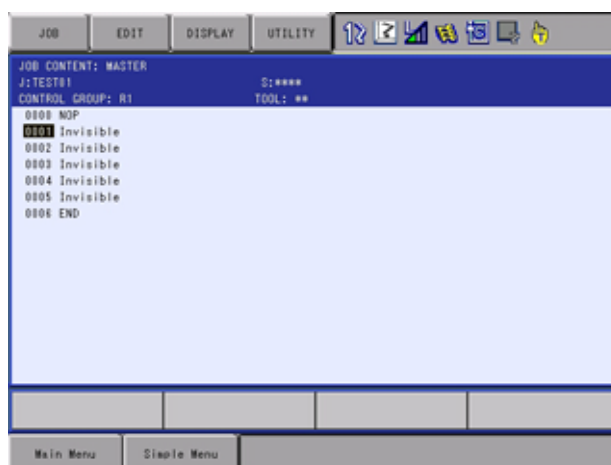 JOB EDIT DISPLAY UTILITY
JOB CONTENT: MASTER
J:TEST01 S:****
CONTROL GROUP: R1 TOOL: **
0000 NOP
0001 Invisible
0002 Invisible
0003 Invisible
0004 Invisible
0005 Invisible
0006 END
Main Menu Simple Menu